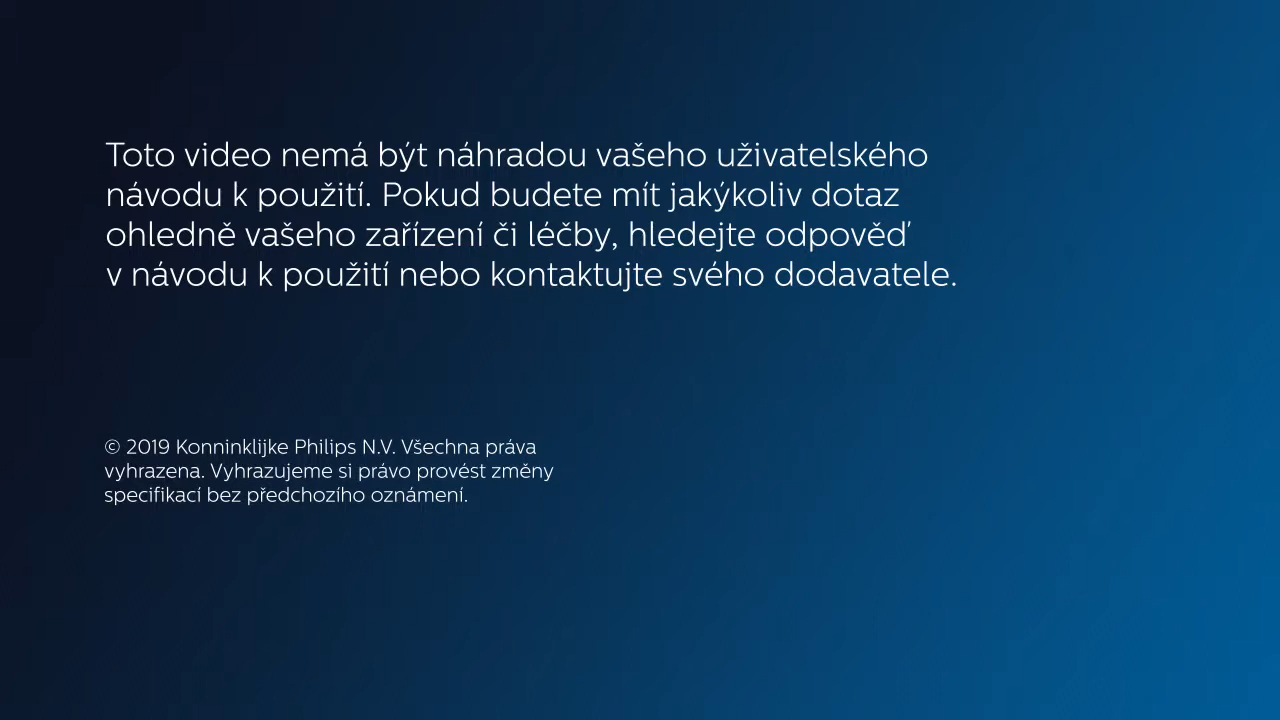 Toto video nemá být náhradou vašeho uživatelského
návodu k použití. Pokud budete mít jakýkoliv dotaz
ohledně vašeho zařízení či léčby, hledejte odpověď
v návodu k použití nebo kontaktujte svého dodavatele.
© 2019 Konninklijke Philips N.V. Všechna práva
vyhrazena. Vyhrazujeme si právo provést změny
specifikací bez předchozího oznámení.